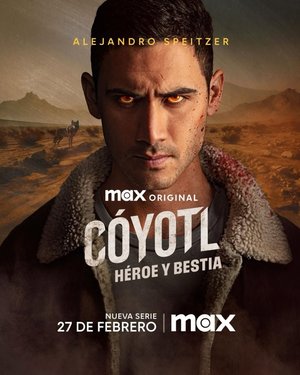 ALEJANDRO SPEITZER
max ORIGINAL
CÓYOTL
HÉROE Y BESTIA
NUEVA SERIE
27 DE FEBRERO | max